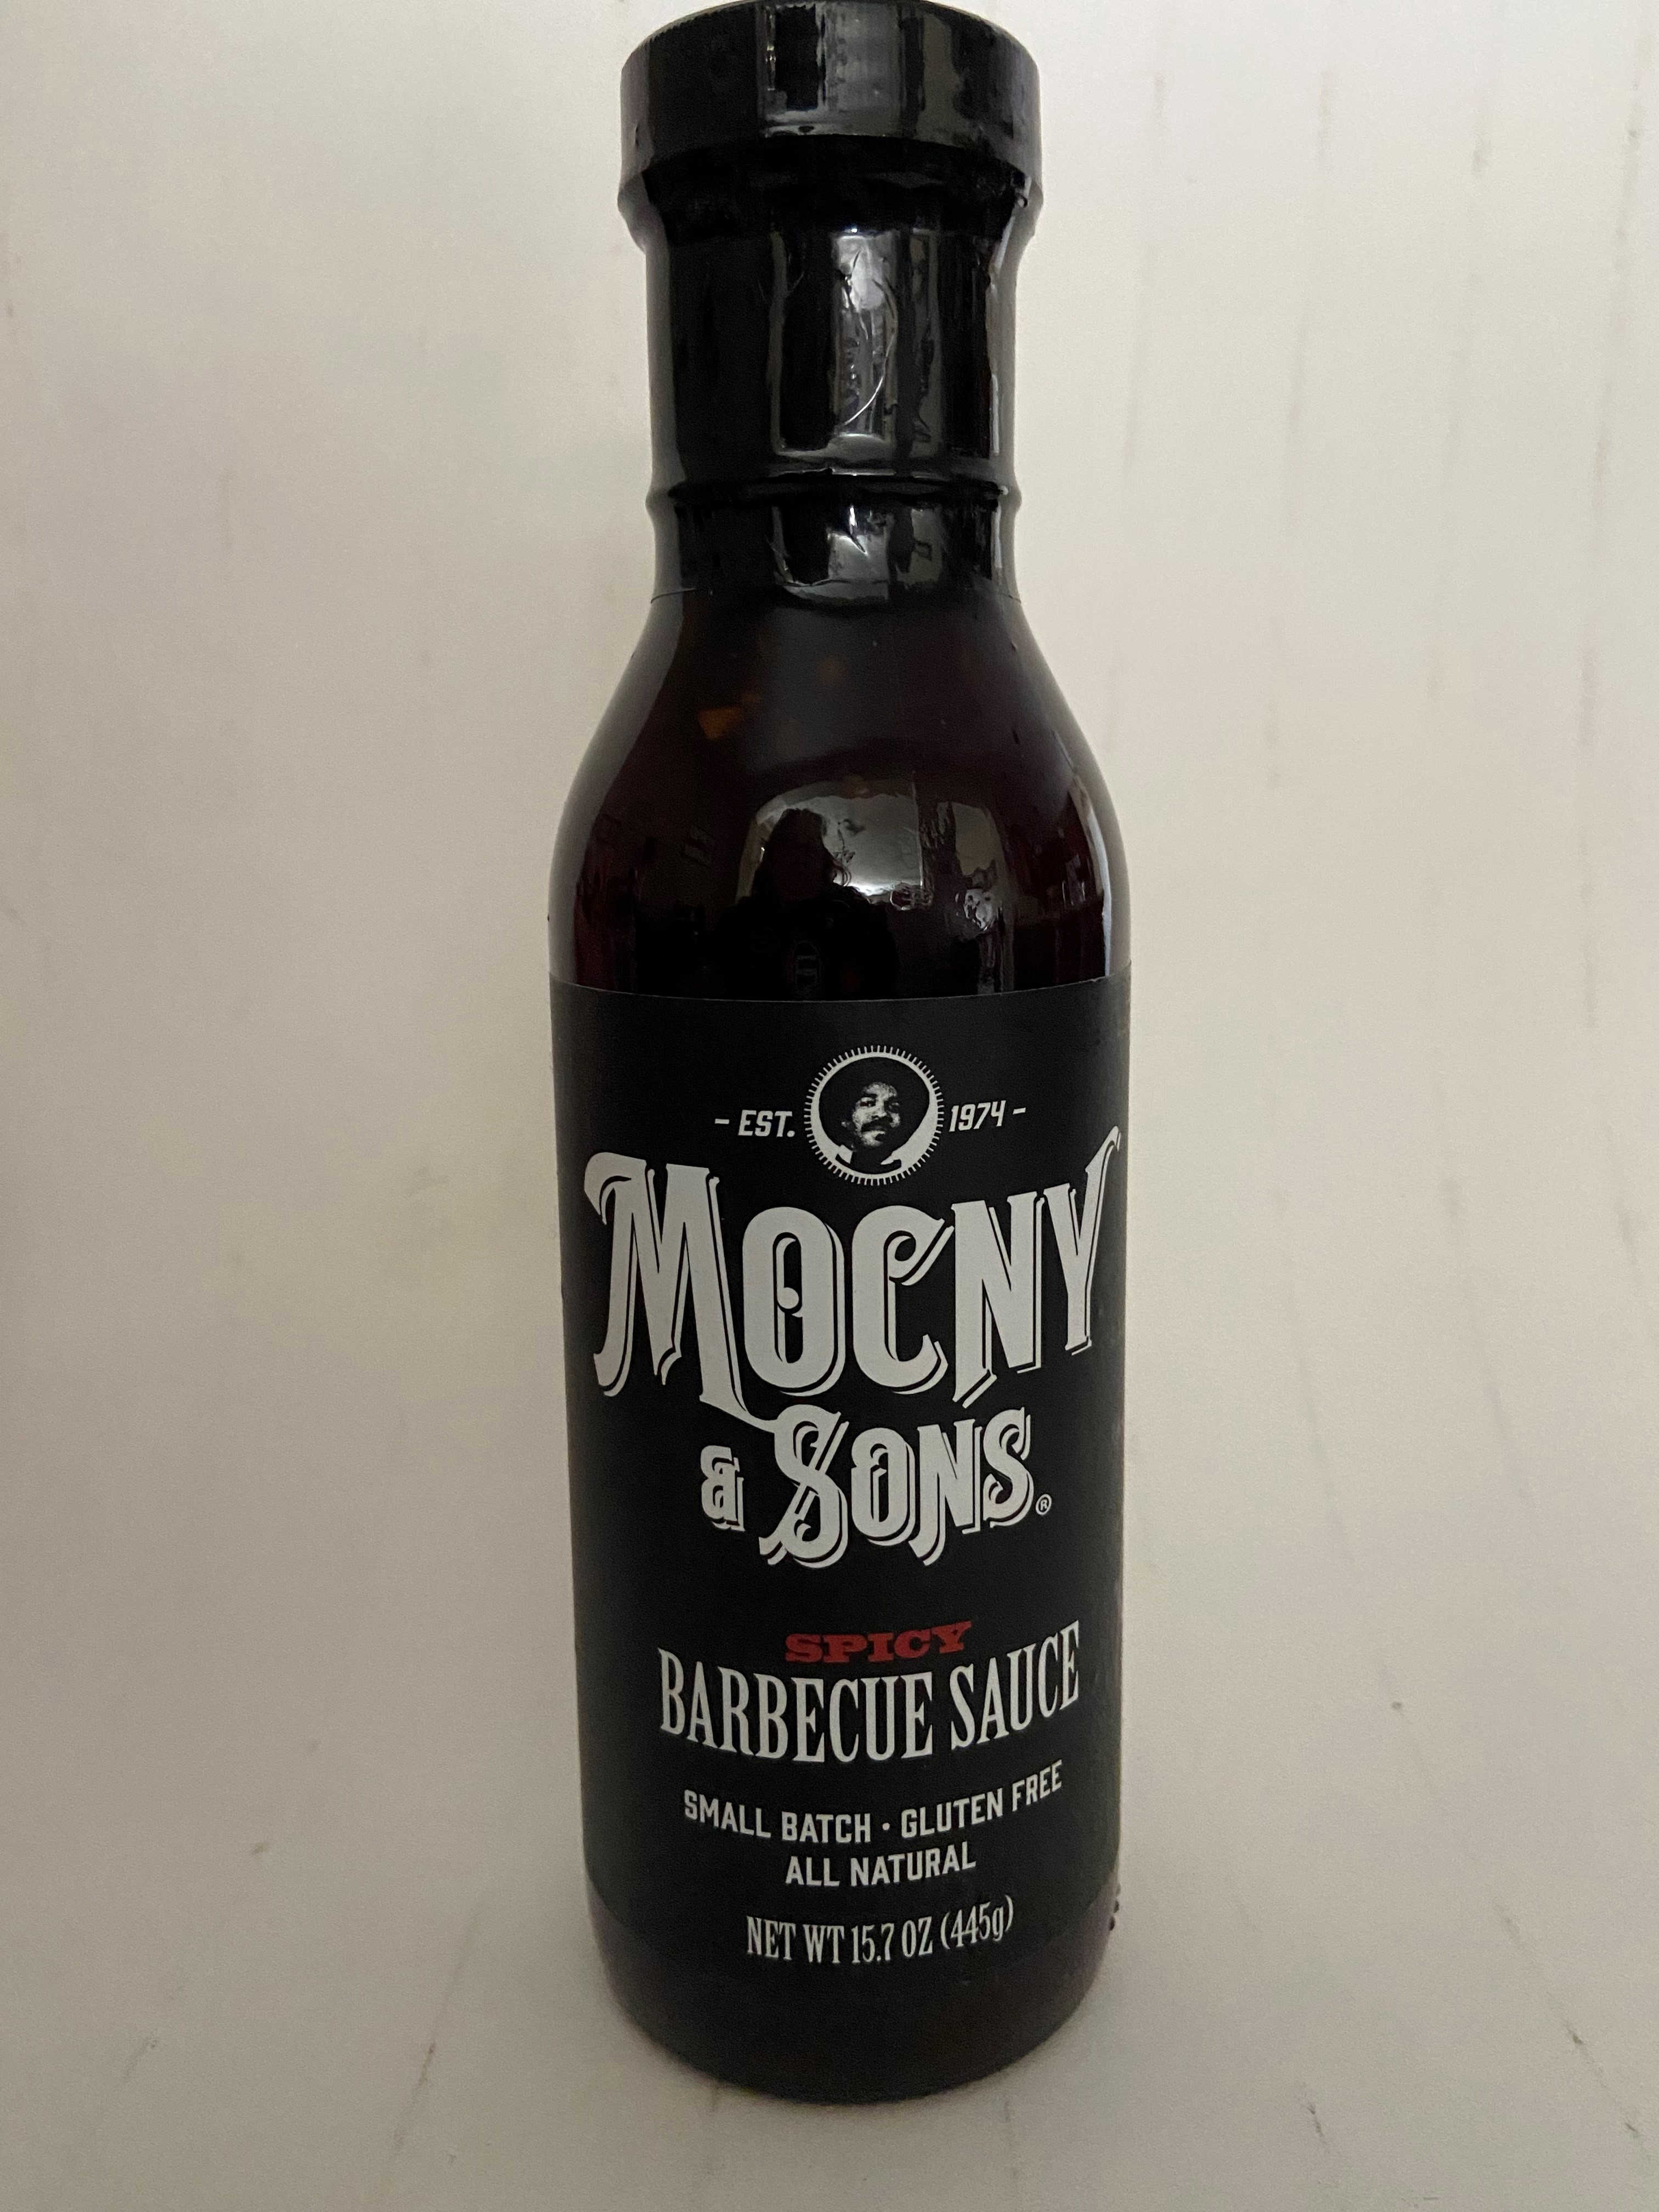 - EST. 1974 -
MOCNY
& SONS®
SPICY
BARBECUE SAUCE
SMALL BATCH • GLUTEN FREE
ALL NATURAL
NET WT 15.7 OZ (445g)